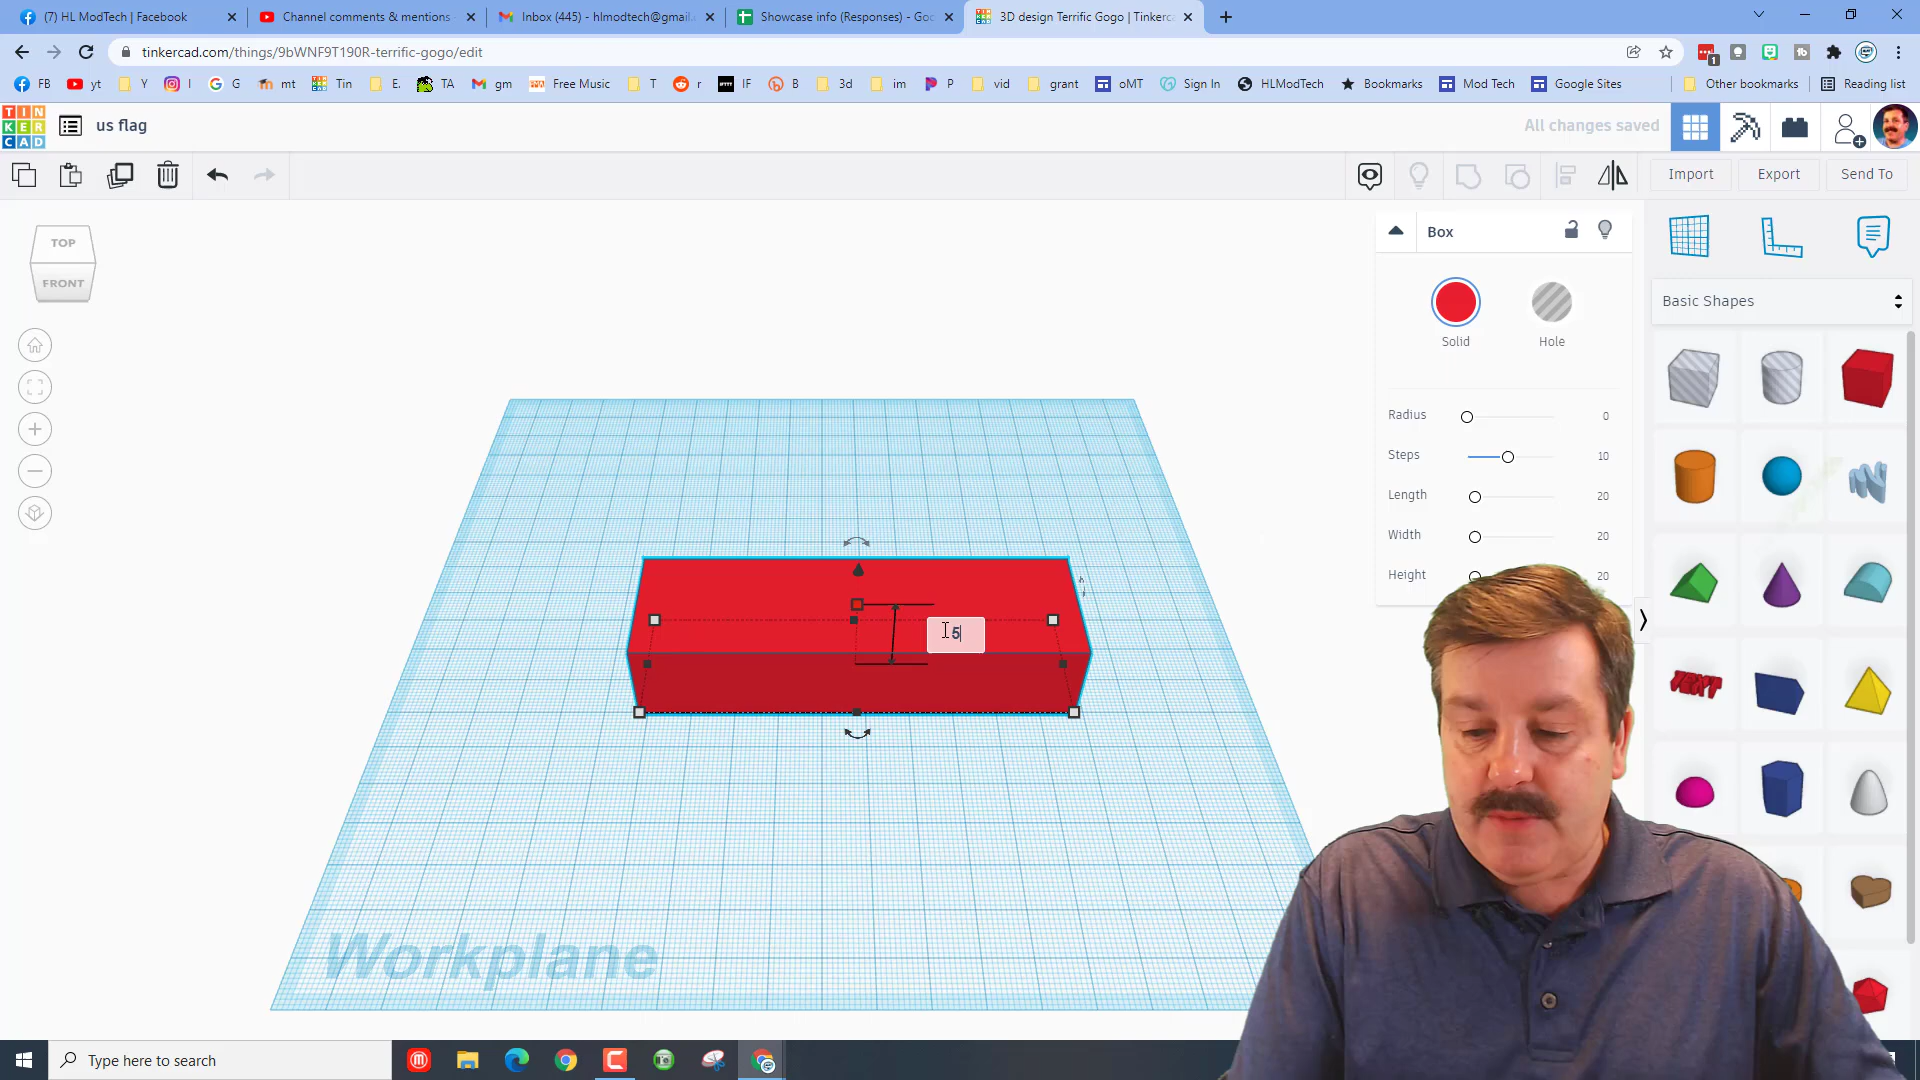 (7) HL ModTech | Facebook
Channel comments & mentions -
Inbox (445) - hlmodtech@gmail.
Showcase info (Responses) - Goo
3D design Terrific Gogo | Tinkerc
tinkercad.com/things/9bWNF9T190R-terrific-gogo/edit
1
FB
yt
Y
I
G
mt
Tin
E.
TA
gm
Free Music
T
r
IF
B
3d
im
P
vid
grant
oMT
Sign In
HLModTech
Bookmarks
Mod Tech
Google Sites
Other bookmarks
Reading list
TIN
KER
CAD
us flag
All changes saved
Import
Export
Send To
TOP
FRONT
Box
Solid
Hole
Radius 0
Steps 10
Length 20
Width 20
Height 20
Basic Shapes
TEXT
5
Workplane
Type here to search